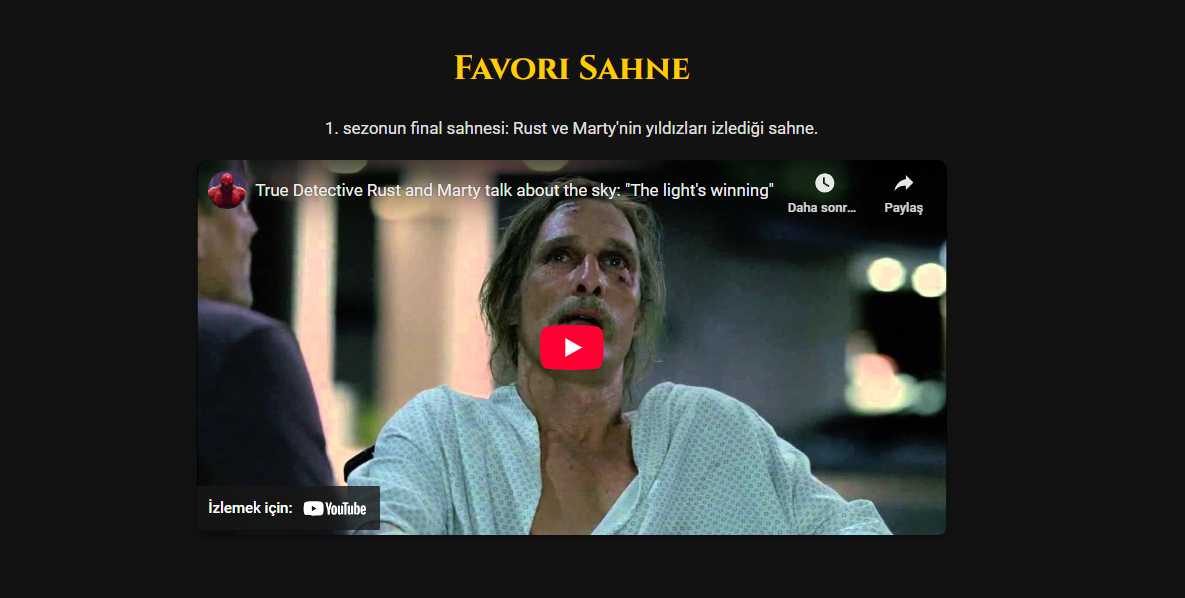 Favori Sahne
1. sezonun final sahnesi: Rust ve Marty'nin yıldızları izlediği sahne.
True Detective Rust and Marty talk about the sky: "The light's winning"
Daha sonr...
Paylaş
İzlemek için: YouTube